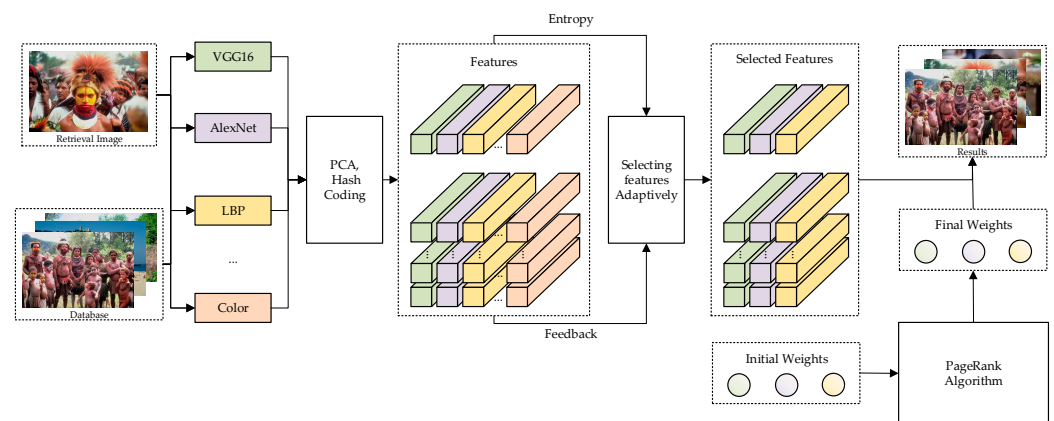 Entropy
VGG16
AlexNet
LBP
...
Color
Retrieval Image
Database
PCA,
Hash
Coding
Features
...
...
...
...
Feedback
Selecting
features
Adaptively
Selected Features
Results
Final Weights
Initial Weights
PageRank
Algorithm